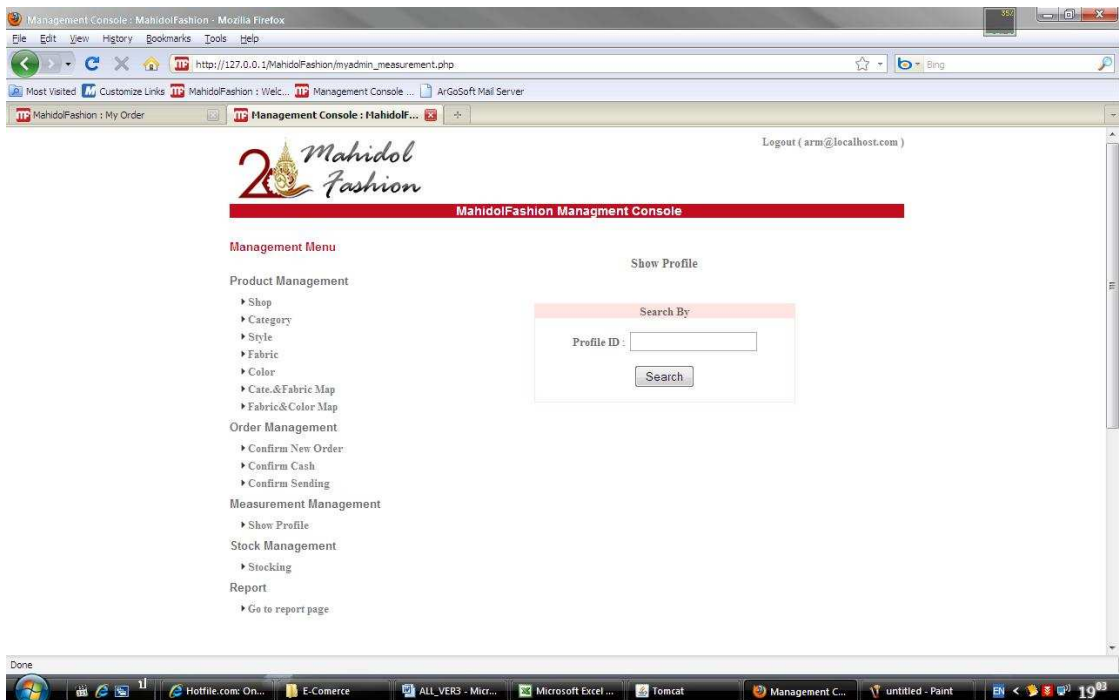 Management Console : MahidolFashion - Mozilla Firefox
35%
File Edit View History Bookmarks Tools Help
http://127.0.0.1/MahidolFashion/myadmin_measurement.php
Bing
Most Visited Customize Links MahidolFashion : Welc... Management Console ... ArGoSoft Mail Server
MahidolFashion : My Order
Management Console : MahidolF...
Mahidol
Fashion
Logout ( arm@localhost.com )
MahidolFashion Managment Console
Management Menu
Show Profile
Product Management
Shop
Category
Style
Fabric
Color
Cate.&Fabric Map
Fabric&Color Map
Search By
Profile ID :
Search
Order Management
Confirm New Order
Confirm Cash
Confirm Sending
Measurement Management
Show Profile
Stock Management
Stocking
Report
Go to report page
Done
Hotfile.com: On... E-Comerce ALL_VER3 - Micr... Microsoft Excel ... Tomcat Management C... untitled - Paint EN 19 03